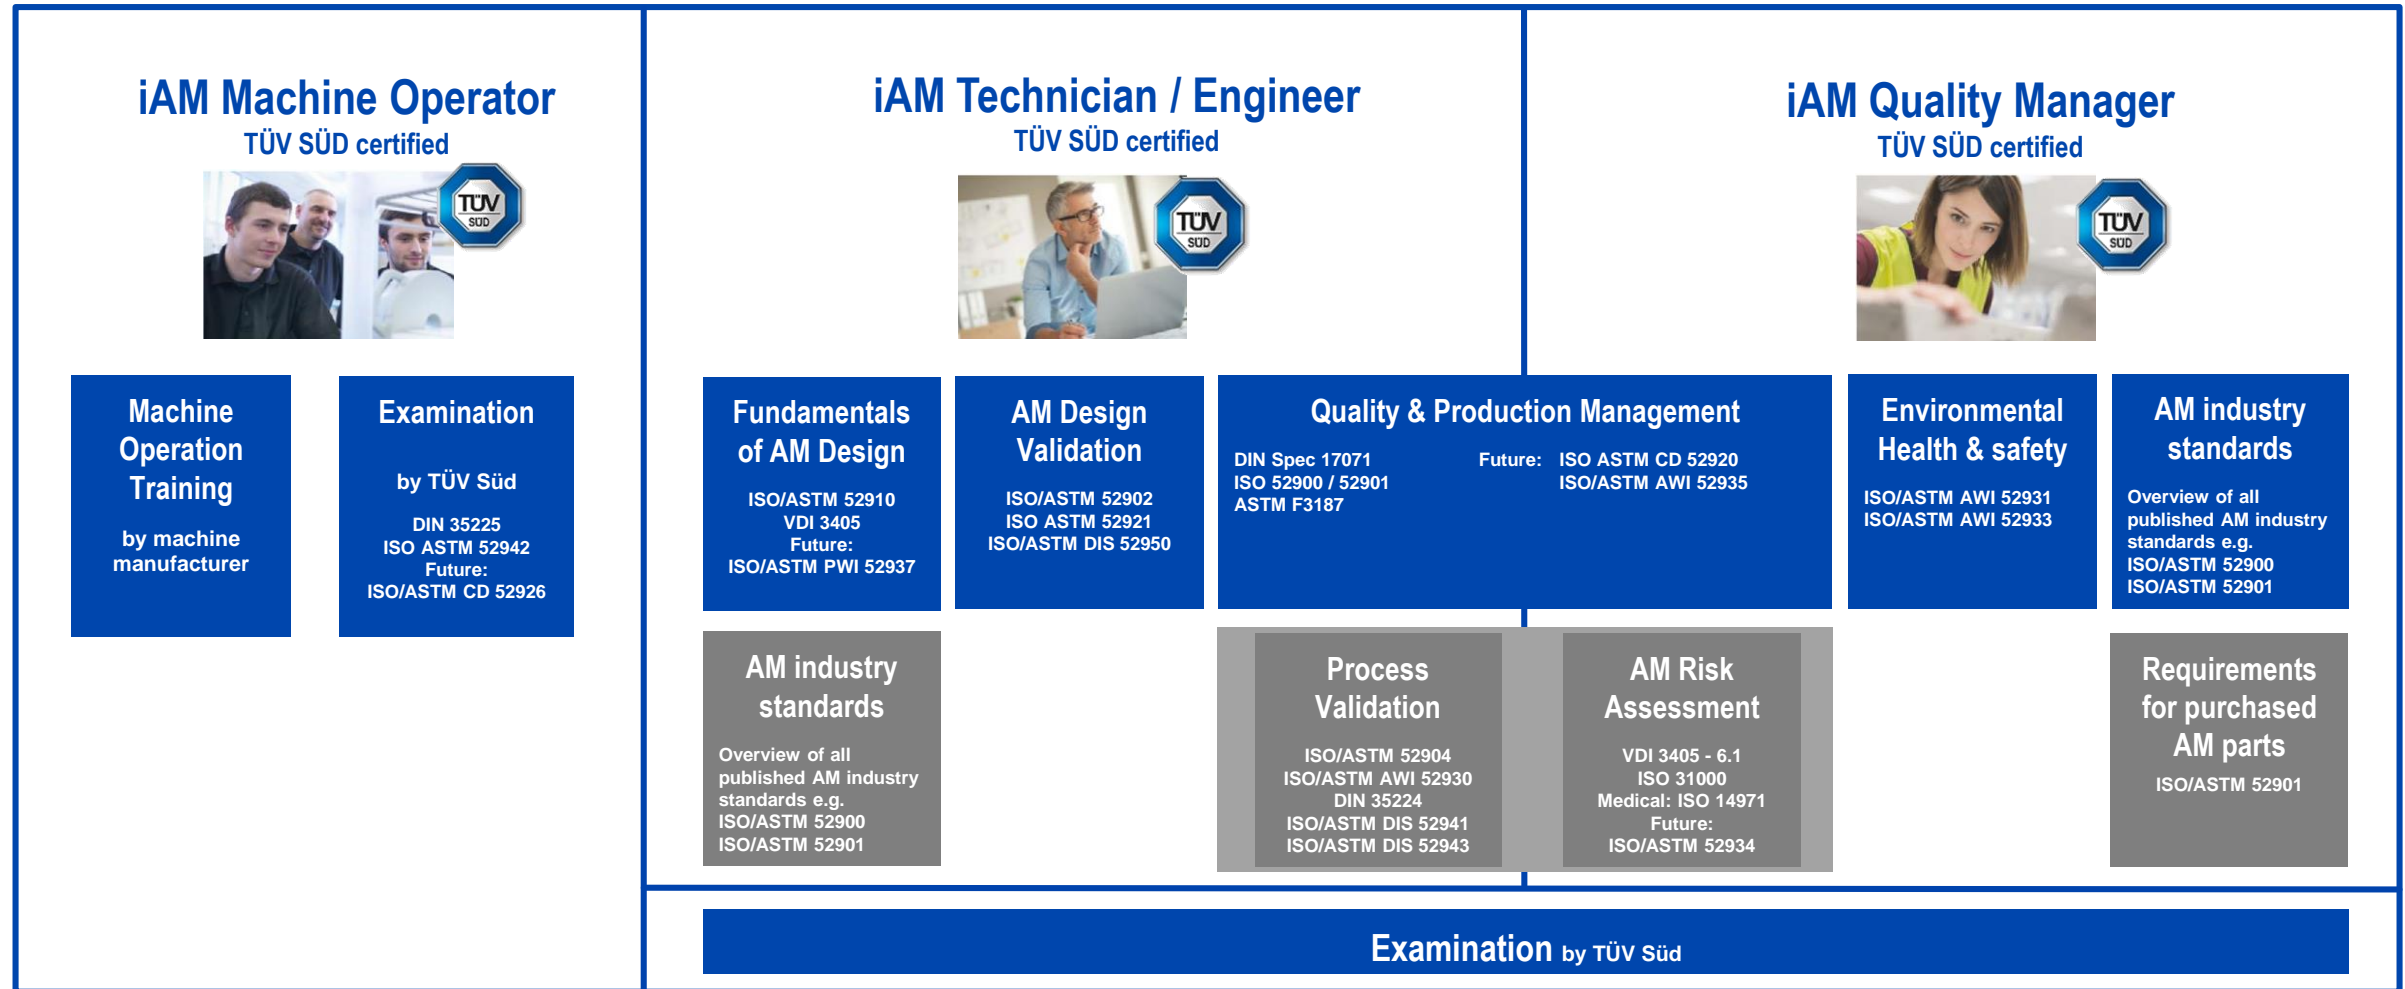 iAM Machine Operator
TÜV SÜD certified
TÜV
SÜD
Machine
Operation
Training
by machine
manufacturer
Examination
by TÜV Süd
DIN 35225
ISO ASTM 52942
Future:
ISO/ASTM CD 52926
iAM Technician / Engineer
TÜV SÜD certified
TÜV
SÜD
iAM Quality Manager
TÜV SÜD certified
TÜV
SÜD
Fundamentals
of AM Design
ISO/ASTM 52910
VDI 3405
Future:
ISO/ASTM PWI 52937
AM Design
Validation
ISO/ASTM 52902
ISO ASTM 52921
ISO/ASTM DIS 52950
Quality & Production Management
DIN Spec 17071
ISO 52900 / 52901
ASTM F3187
Future: ISO ASTM CD 52920
ISO/ASTM AWI 52935
Environmental
Health & safety
ISO/ASTM AWI 52931
ISO/ASTM AWI 52933
AM industry
standards
Overview of all
published AM industry
standards e.g.
ISO/ASTM 52900
ISO/ASTM 52901
AM industry
standards
Overview of all
published AM industry
standards e.g.
ISO/ASTM 52900
ISO/ASTM 52901
Process
Validation
ISO/ASTM 52904
ISO/ASTM AWI 52930
DIN 35224
ISO/ASTM DIS 52941
ISO/ASTM DIS 52943
AM Risk
Assessment
VDI 3405 - 6.1
ISO 31000
Medical: ISO 14971
Future:
ISO/ASTM 52934
Requirements
for purchased
AM parts
ISO/ASTM 52901
Examination by TÜV Süd